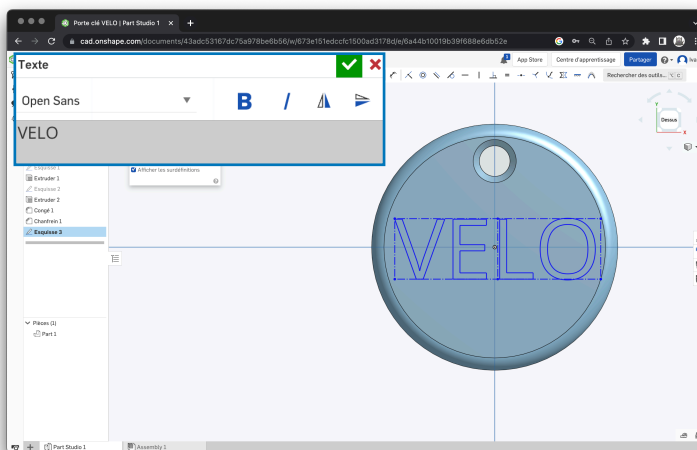 Porte clé VELO | Part Studio 1
cad.onshape.com/documents/43adc53167dc75a978be6b56/w/673e151edccfc1500ad3178d/e/6a44b10019b39f688e6db52e
1
App Store
Centre d'apprentissage
Partager
Iva
Texte
Open Sans
B
I
Rechercher des outils...
C
VELO
Y
Dessus
X
Esquisse 1
Afficher les surdéfinitions
Extruder 1
Esquisse 2
Extruder 2
Congé 1
Chanfrein 1
Esquisse 3
VELO
Pièces (1)
Part 1
Part Studio 1
Assembly 1